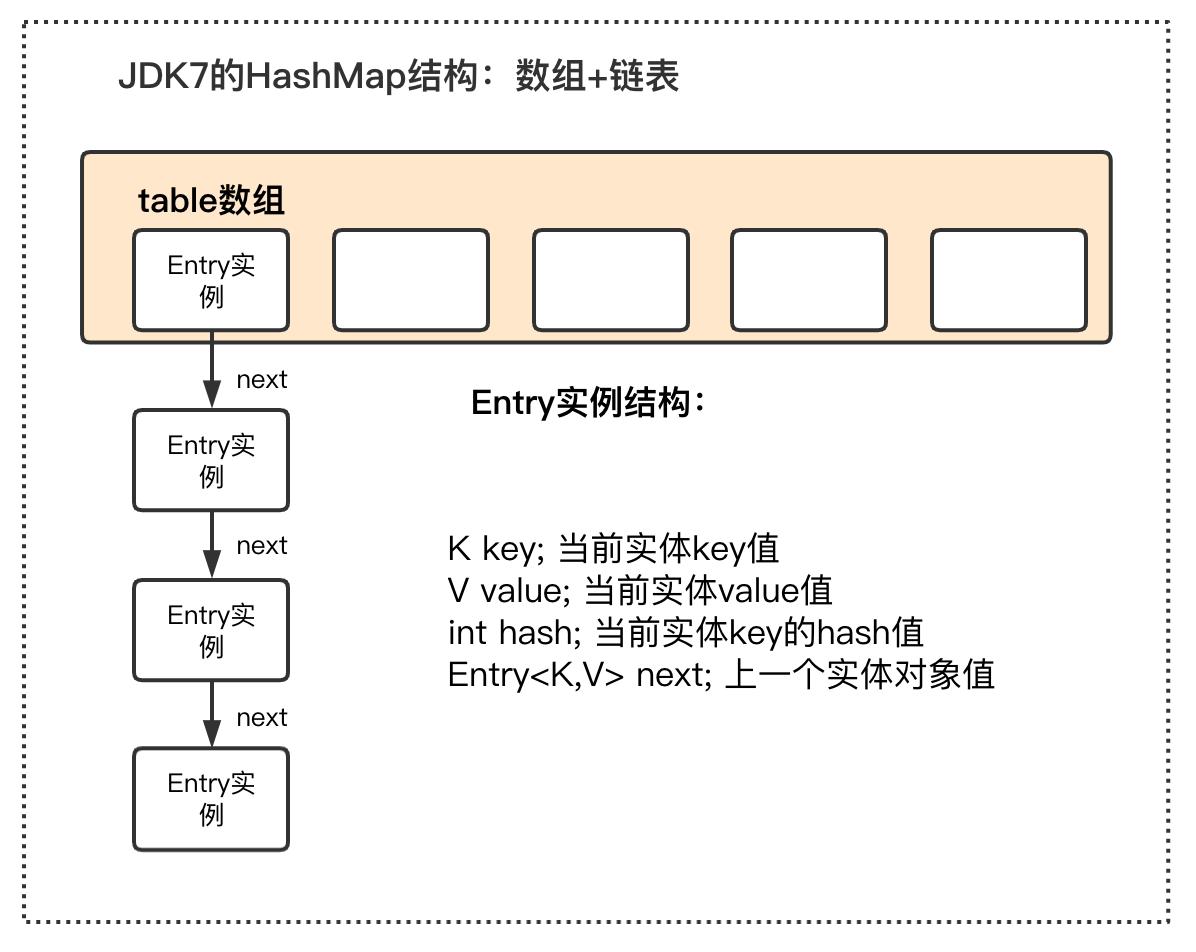 JDK7的HashMap结构：数组+链表
table数组
Entry实
例
next
Entry实例结构：
Entry实
例
next
K key; 当前实体key值
V value; 当前实体value值
int hash; 当前实体key的hash值
Entry<K,V> next; 上一个实体对象值
Entry实
例
next
Entry实
例